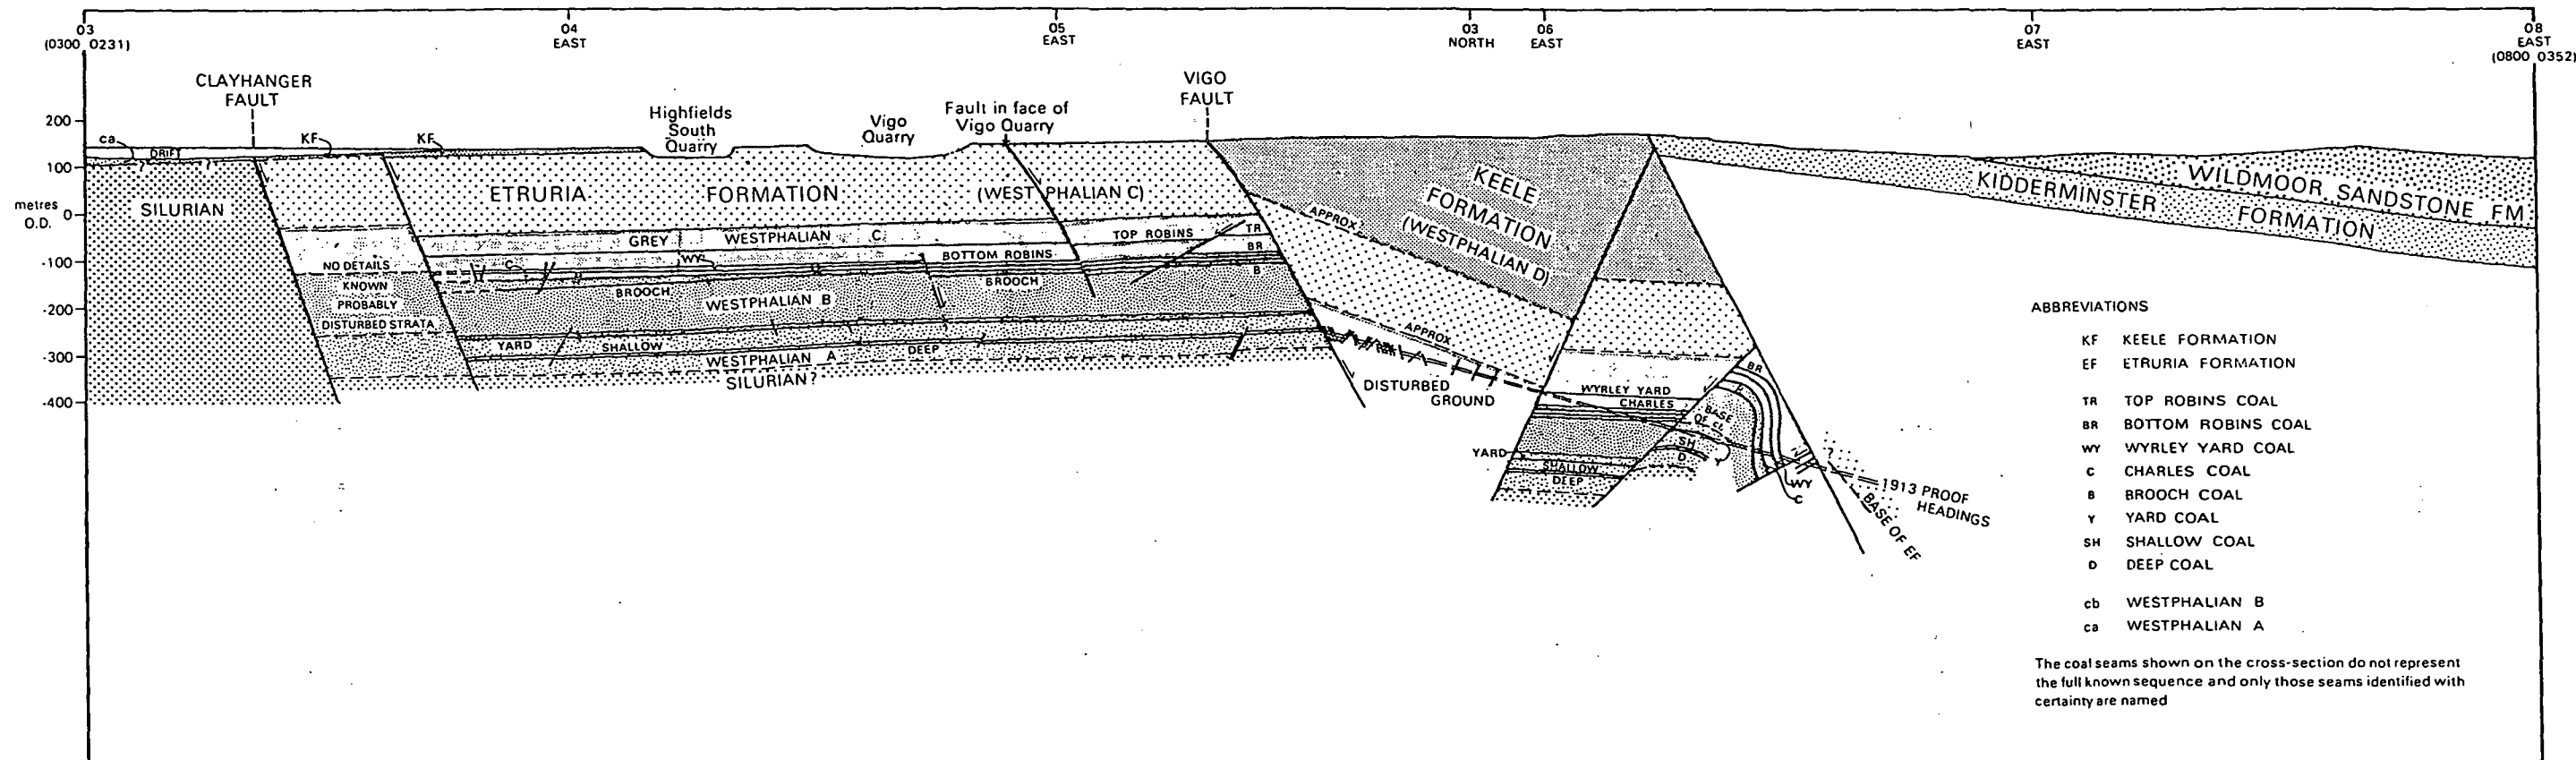 03
(0300 0231)
04
EAST
05
EAST
03
NORTH
06
EAST
07
EAST
08
EAST
(0800 0352)
CLAYHANGER
FAULT
VIGO
FAULT
Highfields
South
Quarry
Vigo
Quarry
Fault in face of
Vigo Quarry
metres
O.D.
200
100
0
-100
-200
-300
-400
ca
DRIFT
KF
KF
SILURIAN
ETRURIA FORMATION (WESTPHALIAN C)
GREY WESTPHALIAN C
TOP ROBINS
TR
BOTTOM ROBINS
BR
WY
C
B
BROOCH
BROOCH
NO DETAILS
KNOWN
PROBABLY
DISTURBED STRATA
WESTPHALIAN B
YARD
SHALLOW
DEEP
WESTPHALIAN A
SILURIAN ?
APPROX
APPROX
DISTURBED
GROUND
KEELE
FORMATION
(WESTPHALIAN D)
WYRLEY YARD
CHARLES
YARD
SHALLOW
DEEP
BASE
OF CL
SH
D
Y
BR
WY
C
?
1913 PROOF
HEADINGS
BASE OF EF
KIDDERMINSTER FORMATION
WILDMOOR SANDSTONE FM
ABBREVIATIONS
KF KEELE FORMATION
EF ETRURIA FORMATION
TR TOP ROBINS COAL
BR BOTTOM ROBINS COAL
WY WYRLEY YARD COAL
C CHARLES COAL
B BROOCH COAL
Y YARD COAL
SH SHALLOW COAL
D DEEP COAL
cb WESTPHALIAN B
ca WESTPHALIAN A
The coal seams shown on the cross-section do not represent
the full known sequence and only those seams identified with
certainty are named